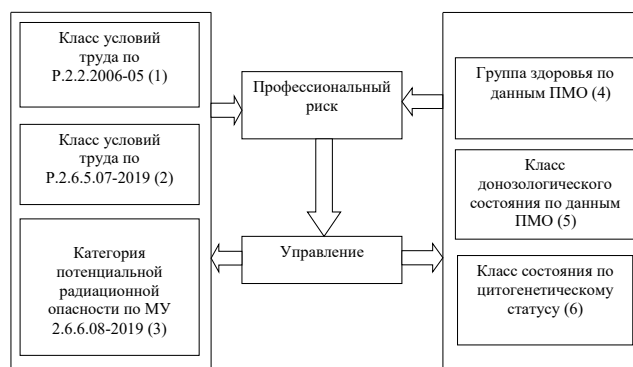 Класс условий
труда по
Р.2.2.2006-05 (1)
Класс условий
труда по
Р.2.6.5.07-2019 (2)
Категория
потенциальной
радиационной
опасности по МУ
2.6.6.08-2019 (3)
Профессиональный
риск
Управление
Группа здоровья по
данным ПМО (4)
Класс
донозологического
состояния по данным
ПМО (5)
Класс состояния по
цитогенетическому
статусу (6)